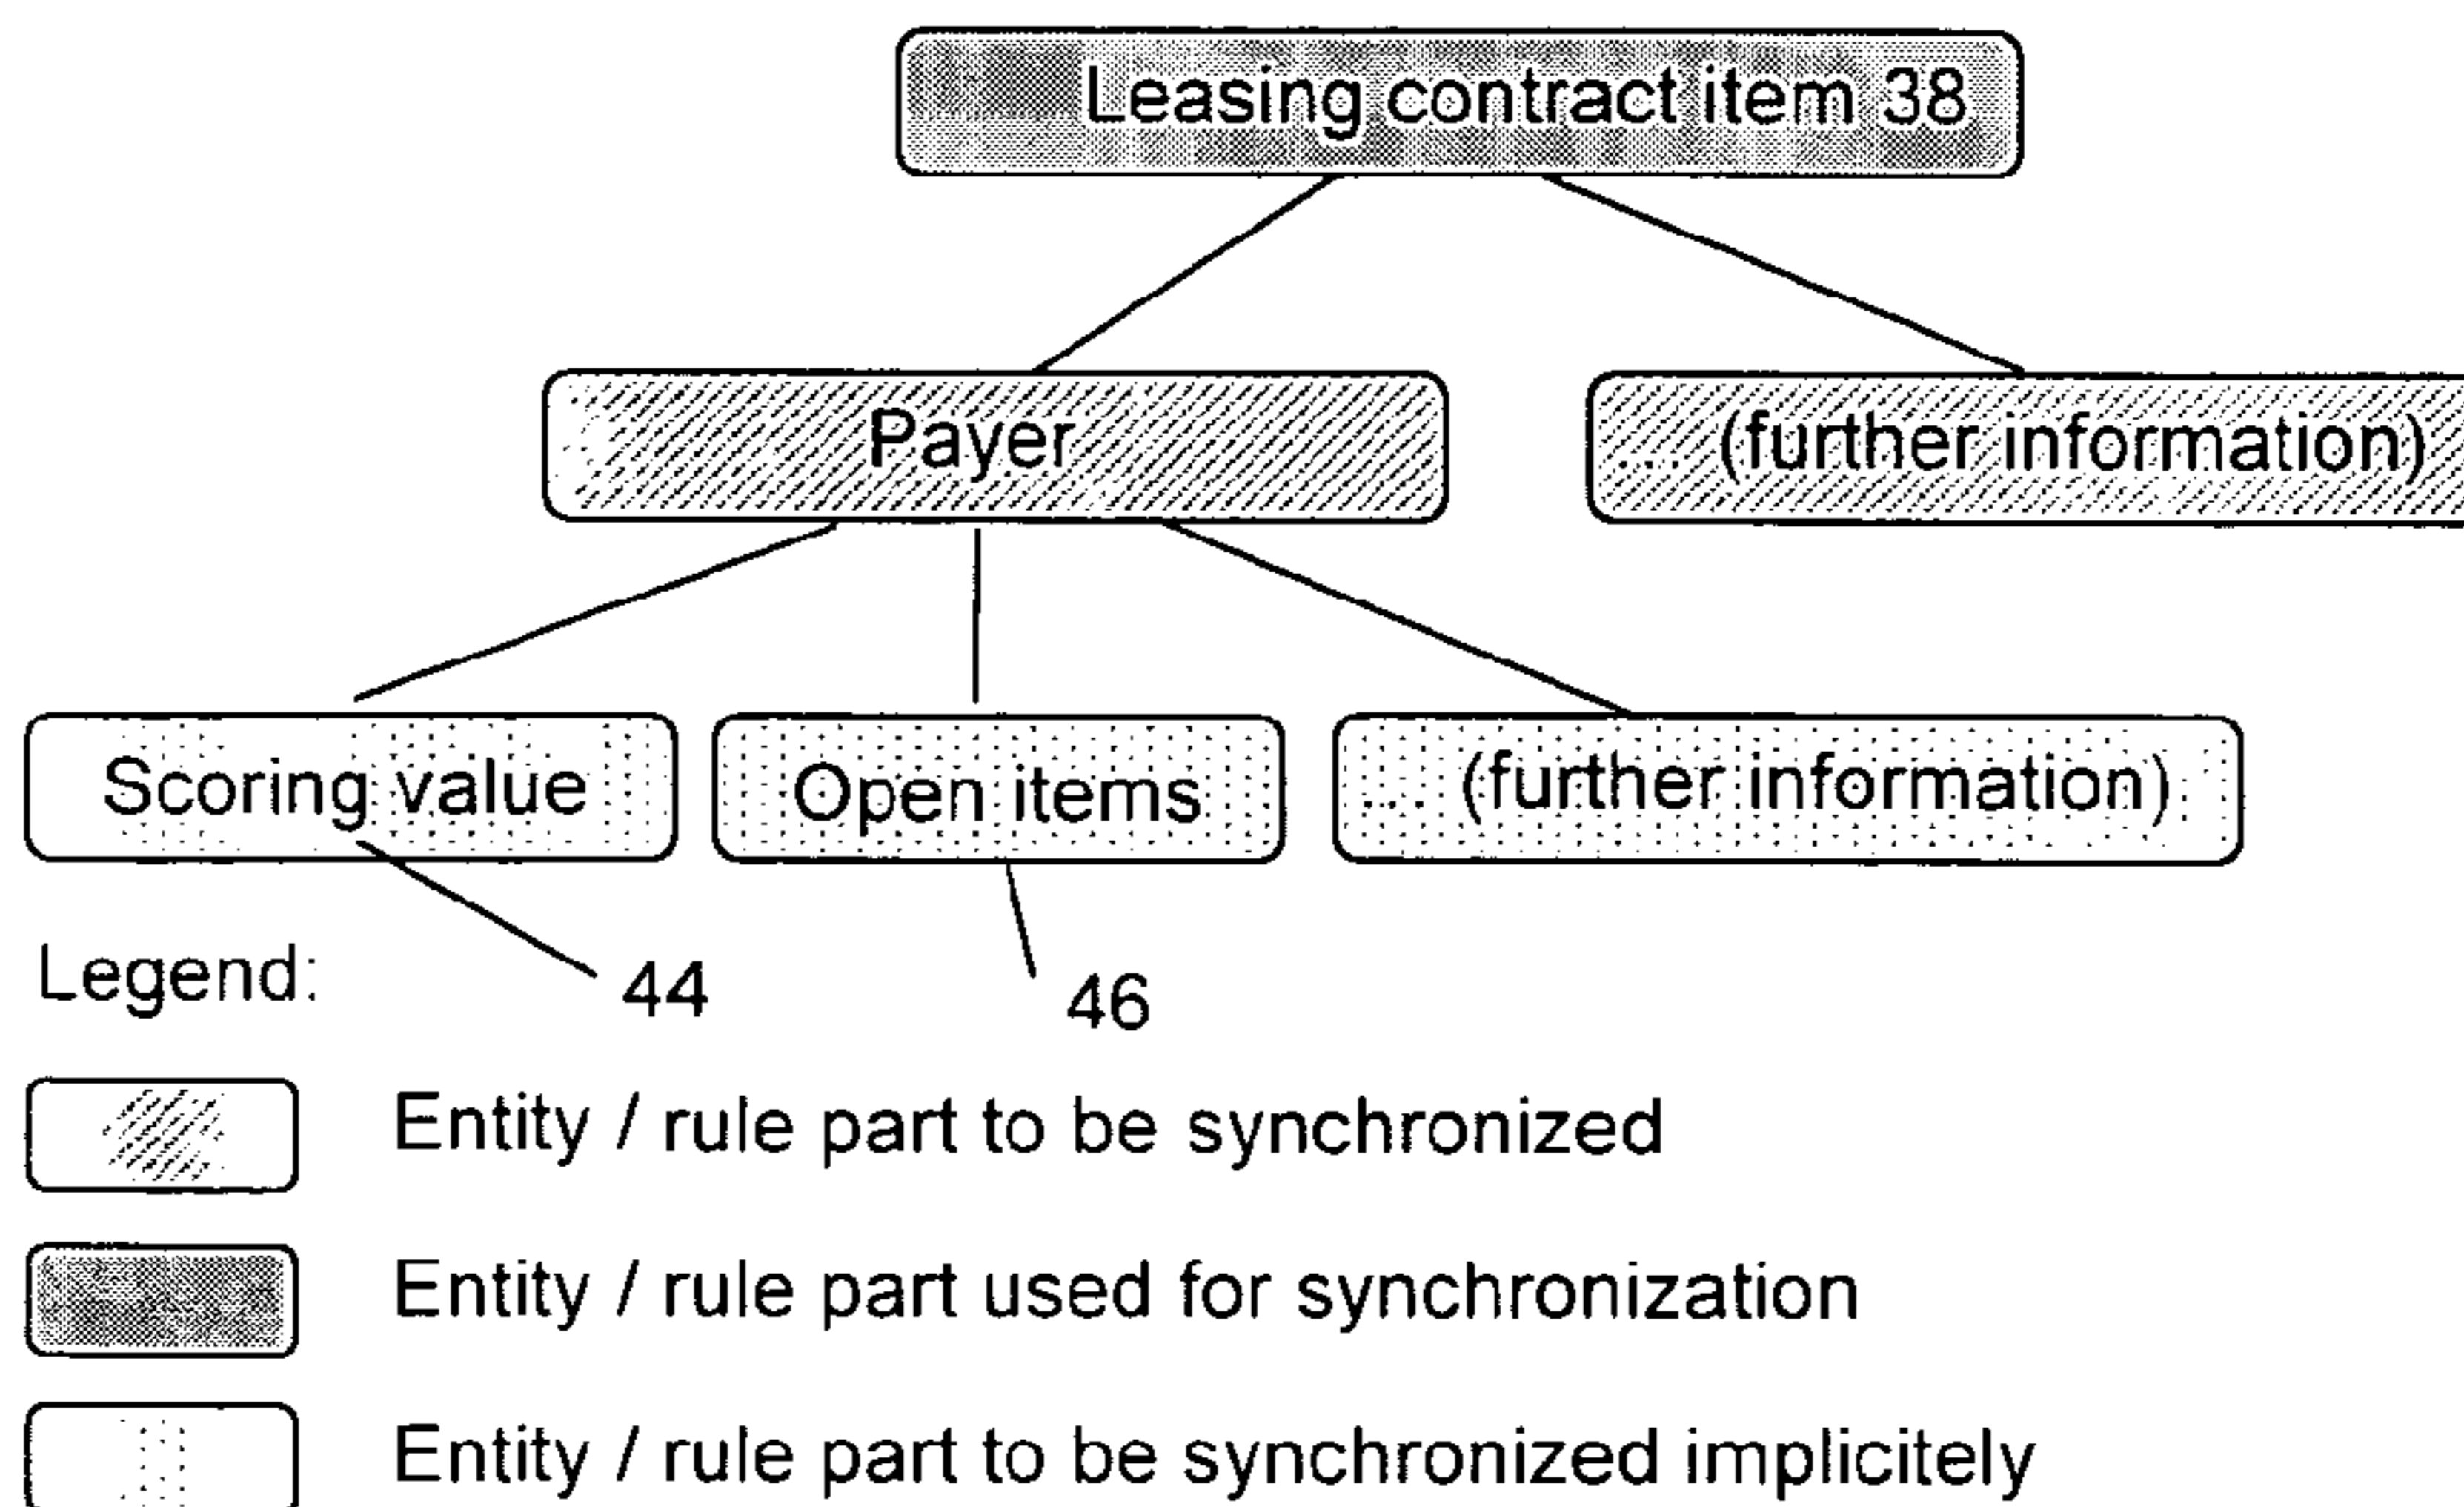 Leasing contract item 38
Payer
... (further information)
Scoring value
Open items
... (further information)
Legend:
44
46
Entity / rule part to be synchronized
Entity / rule part used for synchronization
Entity / rule part to be synchronized implicitely